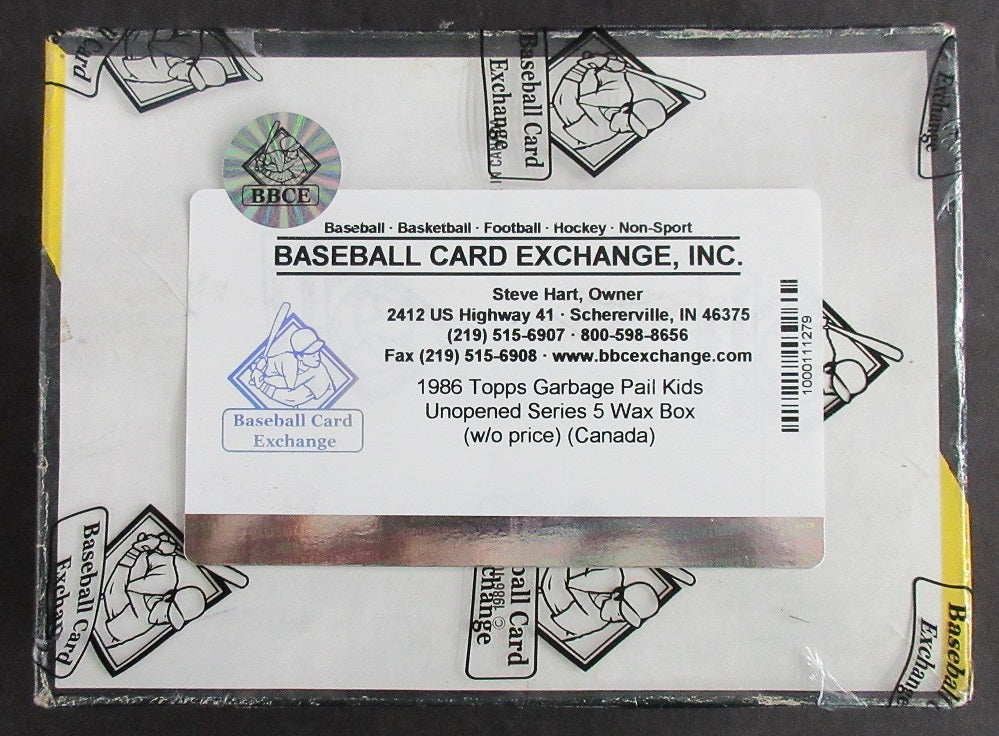 Card
Baseball Card
Exchange
Exchange
BBCE
Baseball · Basketball · Football · Hockey · Non-Sport
BASEBALL CARD EXCHANGE, INC.
Steve Hart, Owner
2412 US Highway 41 · Schererville, IN 46375
(219) 515-6907 · 800-598-8656
Fax (219) 515-6908 · www.bbcexchange.com
1986 Topps Garbage Pail Kids
Unopened Series 5 Wax Box
(w/o price) (Canada)
Baseball Card
Exchange
1000111279
Baseball Card
Exchange
Card
Baseball
Exchange